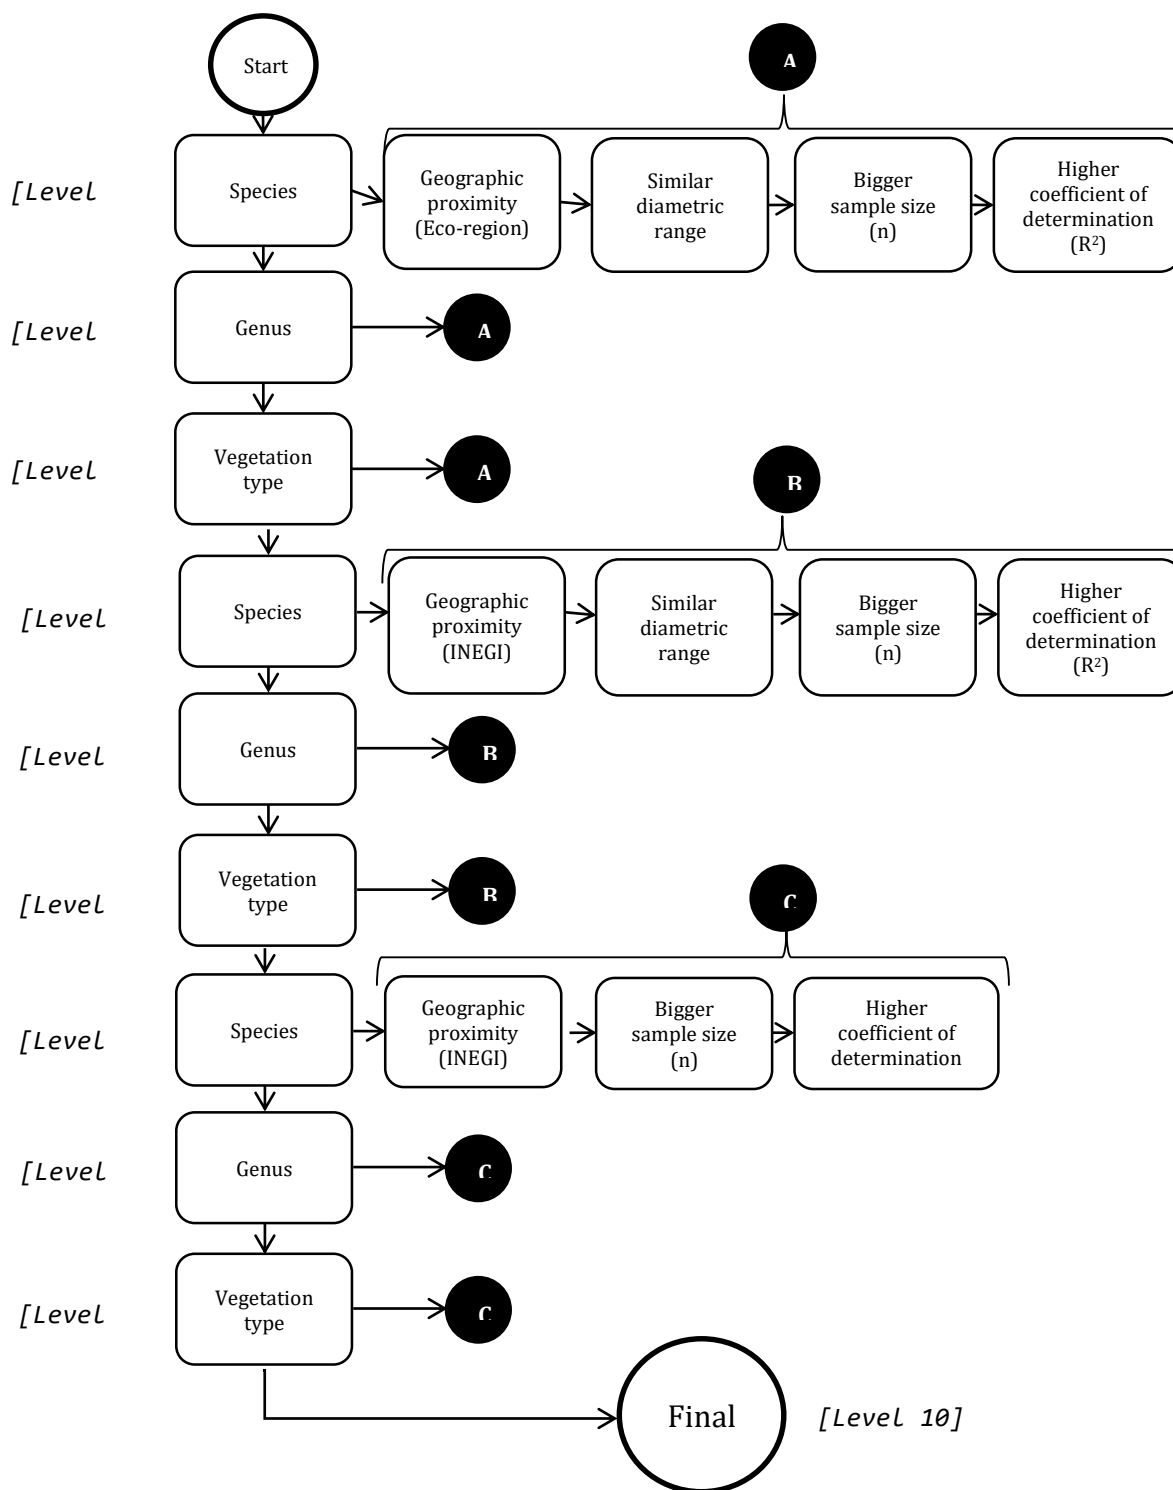 Start
A
[Level
Species
Geographic
proximity
(Eco-region)
Similar
diametric
range
Bigger
sample size
(n)
Higher
coefficient of
determination
(R²)
[Level
Genus
A
[Level
Vegetation
type
A
B
[Level
Species
Geographic
proximity
(INEGI)
Similar
diametric
range
Bigger
sample size
(n)
Higher
coefficient of
determination
(R²)
[Level
Genus
B
[Level
Vegetation
type
B
C
[Level
Species
Geographic
proximity
(INEGI)
Bigger
sample size
(n)
Higher
coefficient of
determination
[Level
Genus
C
[Level
Vegetation
type
C
Final
[Level 10]